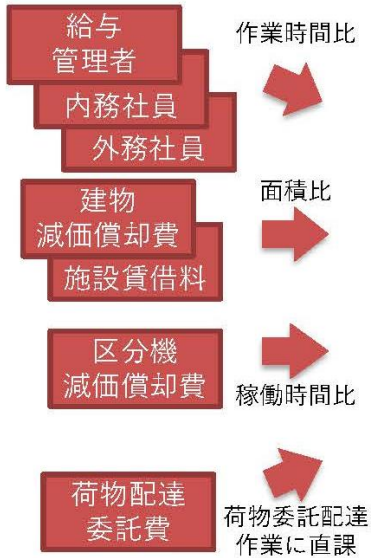 給与
管理者
作業時間比
内務社員
外務社員
建物
減価償却費
面積比
施設賃借料
区分機
減価償却費
稼働時間比
荷物配達
委託費
荷物委託配達
作業に直課